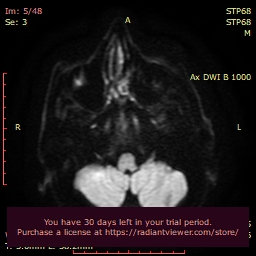 Im: 5/48
Se: 3
A
STP68
STP68
M
Ax DWI B 1000
R
L
You have 30 days left in your trial period.
Purchase a license at https://radiantviewer.com/store/